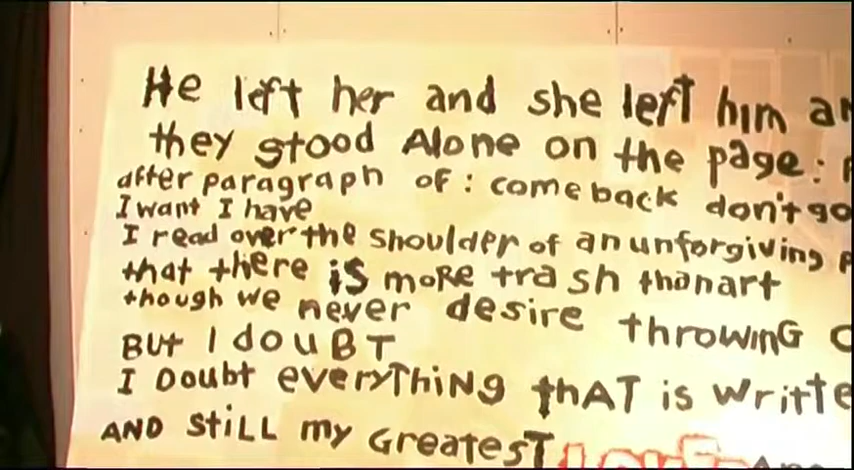 He left her and she left him
they stood Alone on the page:
after paragraph of: come back don't go
I want I have
I read over the shoulder of an unforgiving
that there is more trash than art
though we never desire throwing
But I douBT
I Doubt everyThiNg thAT is
AND StiLL my GreatesT